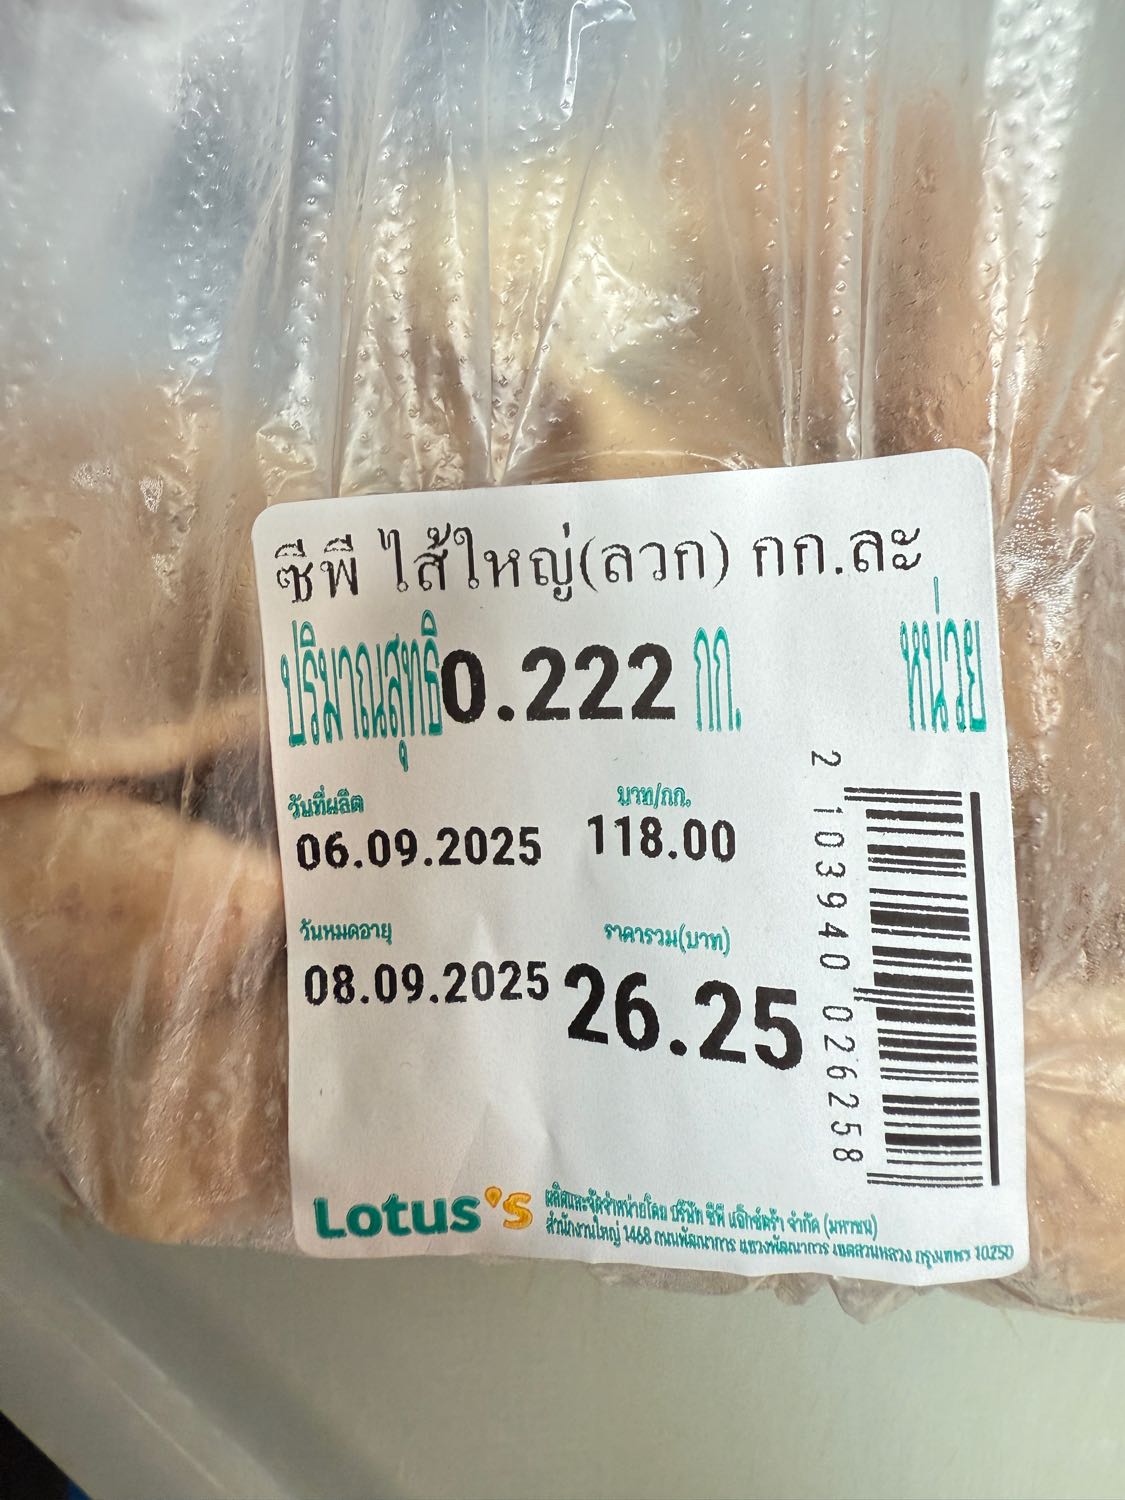 ซีพี ไส้ใหญ่(ลวก) กก.ละ
ปริมาณสุทธิ 0.222 กก. หน่วย
วันที่ผลิต บาท/กก.
06.09.2025 118.00
วันหมดอายุ ราคารวม(บาท)
08.09.2025 26.25
2 103940 026258
Lotus's
ผลิตและจัดจำหน่ายโดย บริษัท ซีพี แอ็กซ์ตร้า จำกัด (มหาชน)
สำนักงานใหญ่ 1468 ถนนพัฒนาการ แขวงพัฒนาการ เขตสวนหลวง กรุงเทพฯ 10250